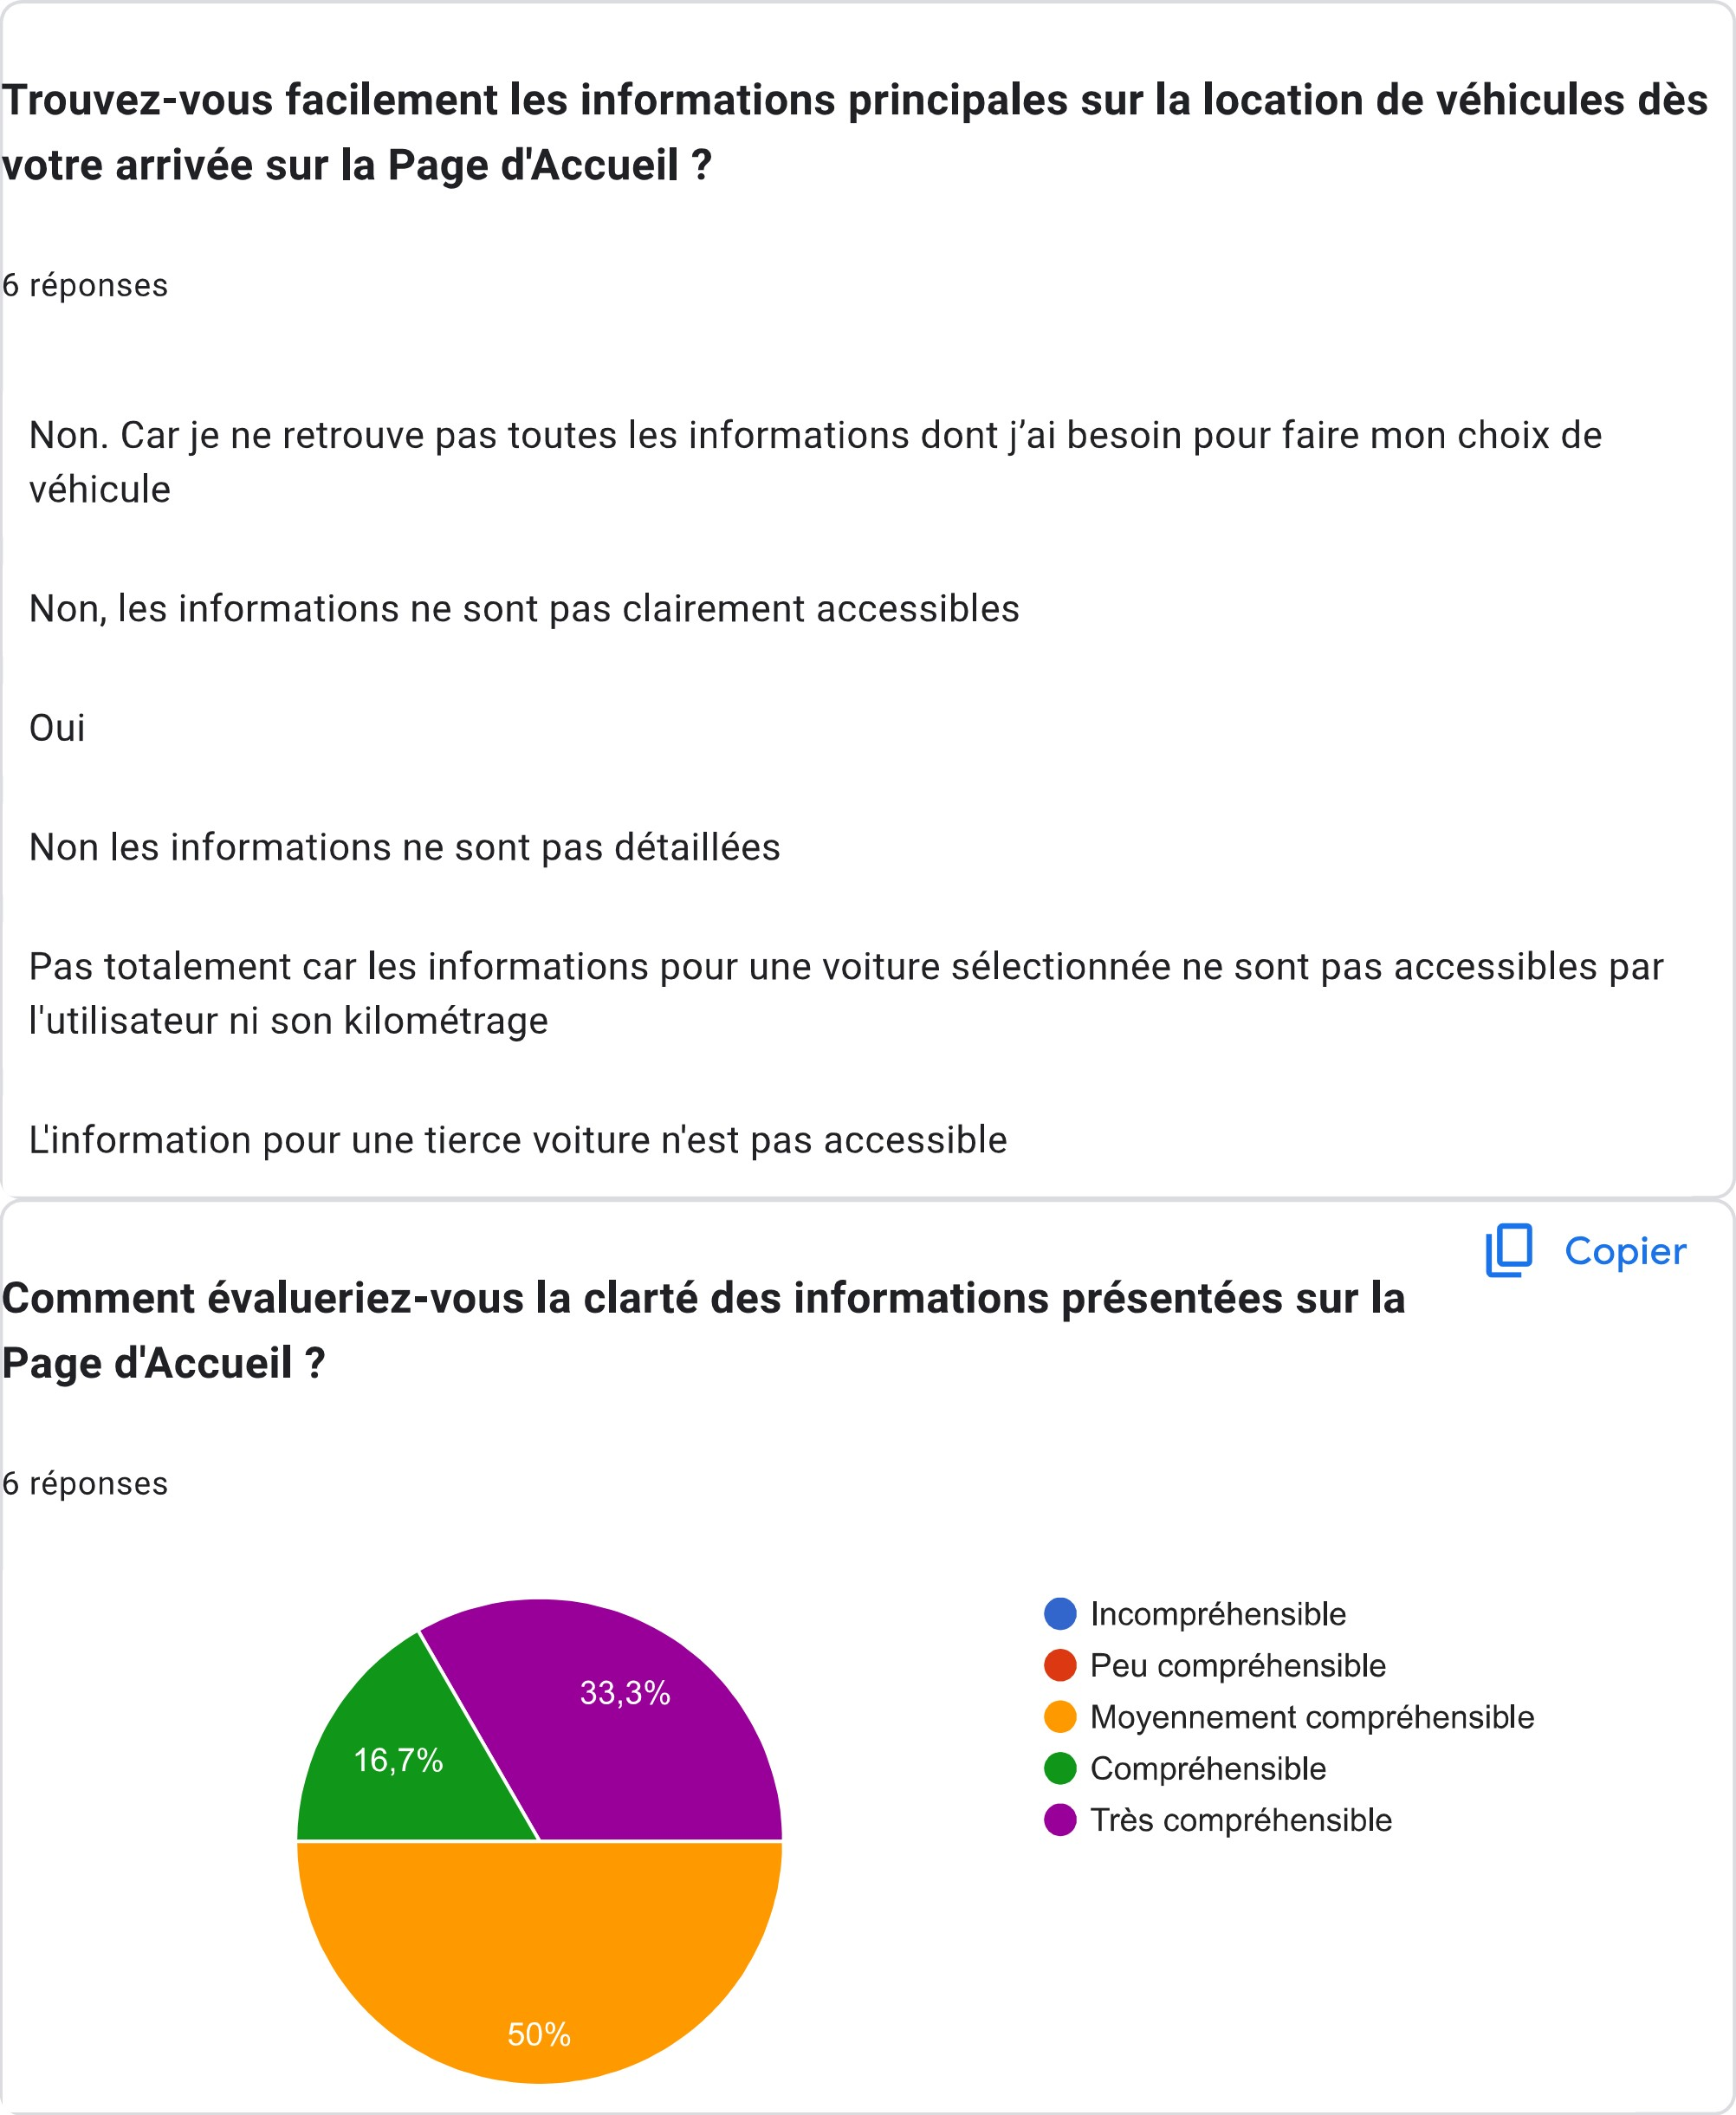 Trouvez-vous facilement les informations principales sur la location de véhicules dès
votre arrivée sur la Page d'Accueil ?
6 réponses
Non. Car je ne retrouve pas toutes les informations dont j’ai besoin pour faire mon choix de
véhicule
Non, les informations ne sont pas clairement accessibles
Oui
Non les informations ne sont pas détaillées
Pas totalement car les informations pour une voiture sélectionnée ne sont pas accessibles par
l'utilisateur ni son kilométrage
L'information pour une tierce voiture n'est pas accessible
Copier
Comment évalueriez-vous la clarté des informations présentées sur la
Page d'Accueil ?
6 réponses
33,3%
16,7%
50%
Incompréhensible
Peu compréhensible
Moyennement compréhensible
Compréhensible
Très compréhensible